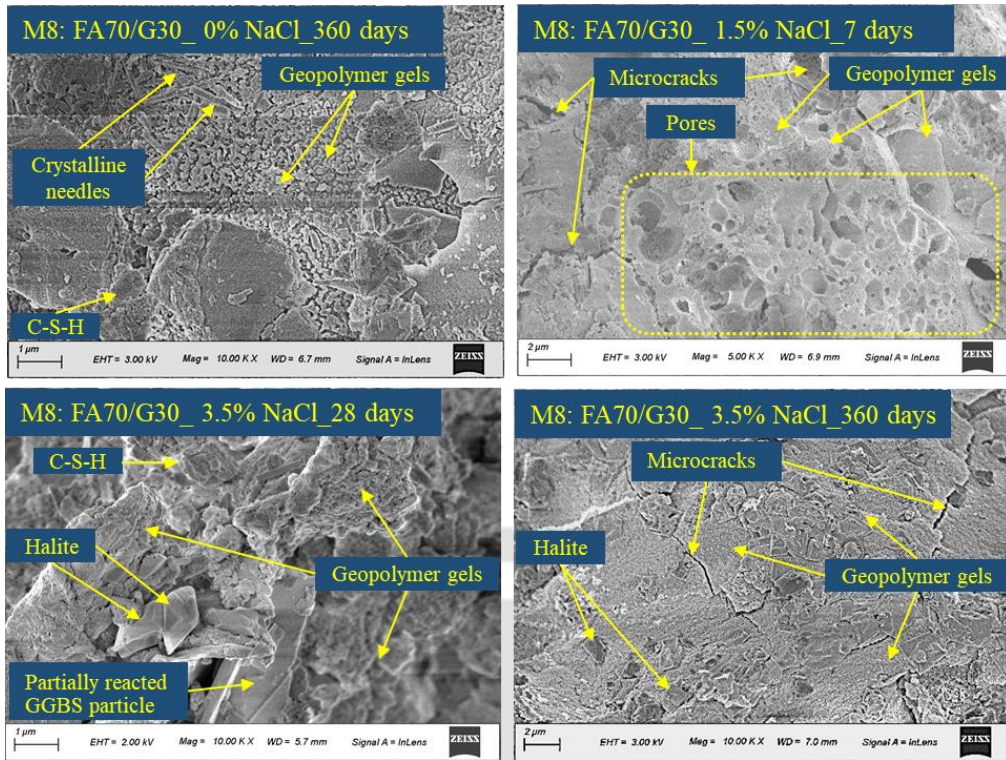 M8: FA70/G30_ 0% NaCl_360 days
Geopolymer gels
Crystalline
needles
C-S-H
1 µm
EHT = 3.00 kV
Mag = 10.00 K X
WD = 6.7 mm
Signal A = InLens
ZEISS
M8: FA70/G30_ 1.5% NaCl_7 days
Microcracks
Geopolymer gels
Pores
2 µm
EHT = 3.00 kV
Mag = 5.00 K X
WD = 6.9 mm
Signal A = InLens
ZEISS
M8: FA70/G30_ 3.5% NaCl_28 days
C-S-H
Halite
Geopolymer gels
Partially reacted
GGBS particle
1 µm
EHT = 2.00 kV
Mag = 10.00 K X
WD = 5.7 mm
Signal A = InLens
ZEISS
M8: FA70/G30_ 3.5% NaCl_360 days
Microcracks
Halite
Geopolymer gels
2 µm
EHT = 3.00 kV
Mag = 10.00 K X
WD = 7.0 mm
Signal A = InLens
ZEISS